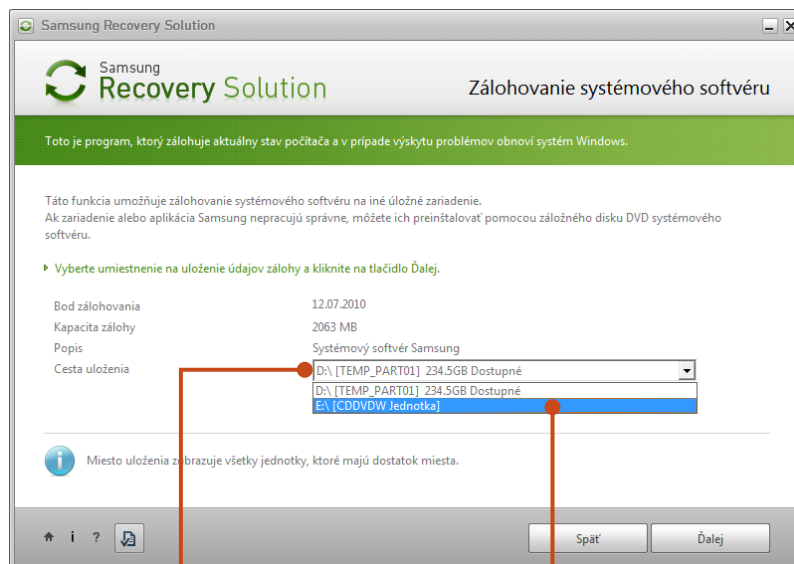 Samsung Recovery Solution
Samsung
Recovery Solution
Zálohovanie systémového softvéru
Toto je program, ktorý zálohuje aktuálny stav počítača a v prípade výskytu problémov obnoví systém Windows.
Táto funkcia umožňuje zálohovanie systémového softvéru na iné úložné zariadenie.
Ak zariadenie alebo aplikácia Samsung nepracujú správne, môžete ich preinštalovať pomocou záložného disku DVD systémového
softvéru.
Vyberte umiestnenie na uloženie údajov zálohy a kliknite na tlačidlo Ďalej.
Bod zálohovania 12.07.2010
Kapacita zálohy 2063 MB
Popis Systémový softvér Samsung
Cesta uloženia D:\ [TEMP_PART01] 234.5GB Dostupné
D:\ [TEMP_PART01] 234.5GB Dostupné
E:\ [CDDVDW Jednotka]
Miesto uloženia zobrazuje všetky jednotky, ktoré majú dostatok miesta.
i ? Späť Ďalej